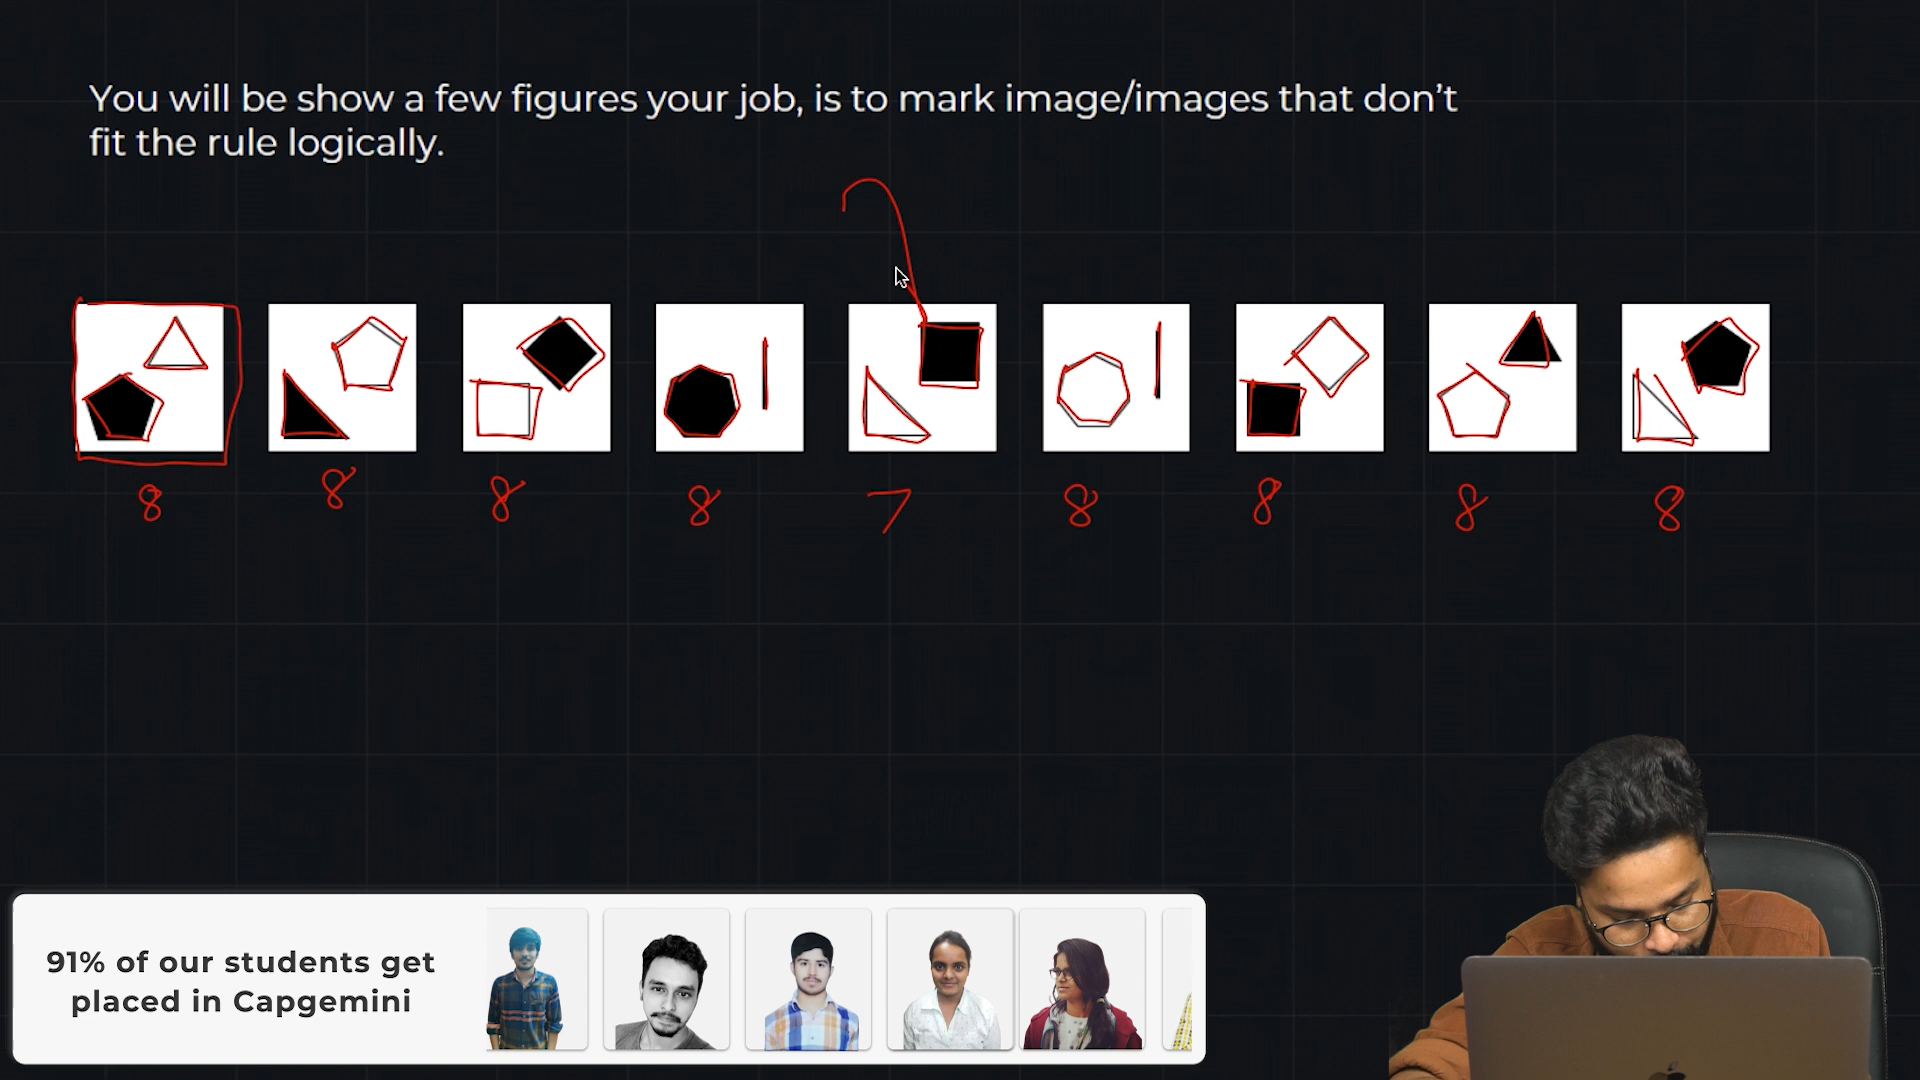 You will be show a few figures your job, is to mark image/images that don't
fit the rule logically.
8 8 8 8 7 8 8 8 8
91% of our students get
placed in Capgemini